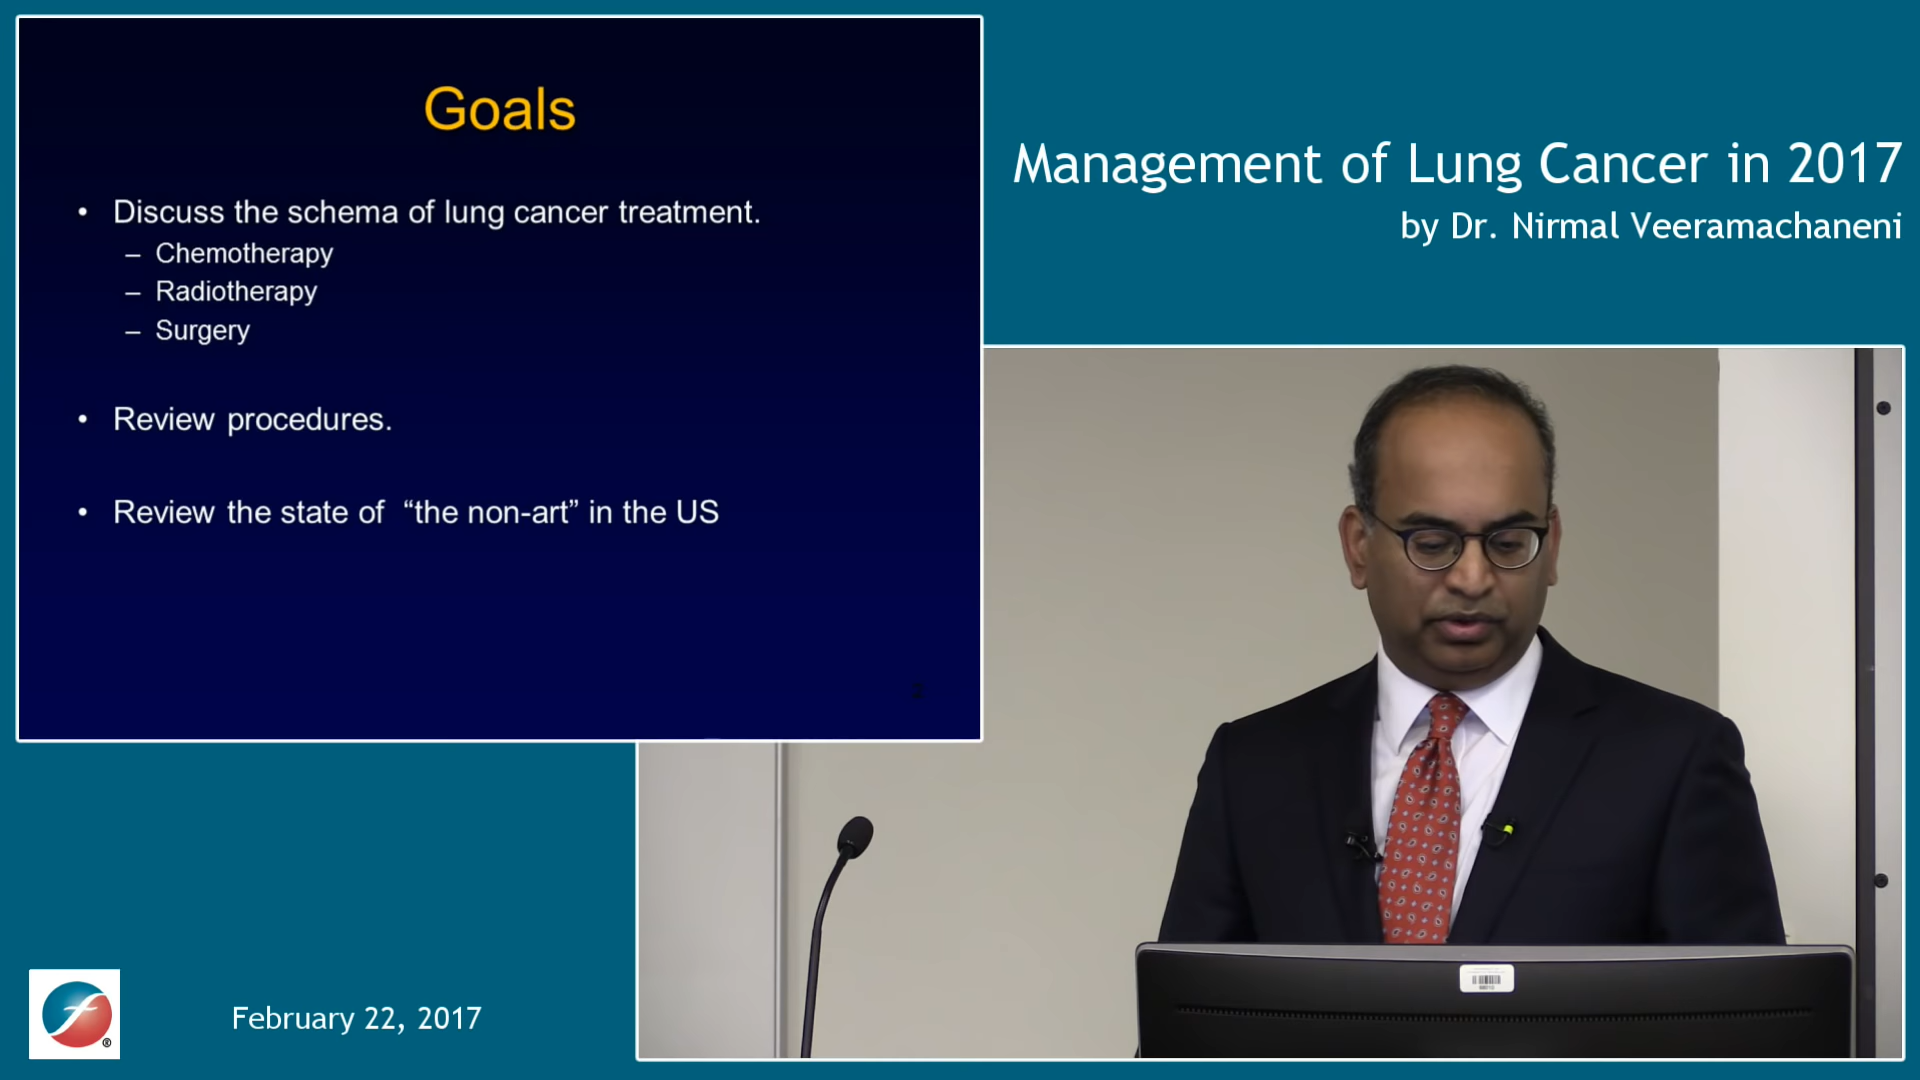 Goals
• Discuss the schema of lung cancer treatment.
– Chemotherapy
– Radiotherapy
– Surgery
• Review procedures.
• Review the state of “the non-art” in the US
2
Management of Lung Cancer in 2017
by Dr. Nirmal Veeramachaneni
February 22, 2017
f
®